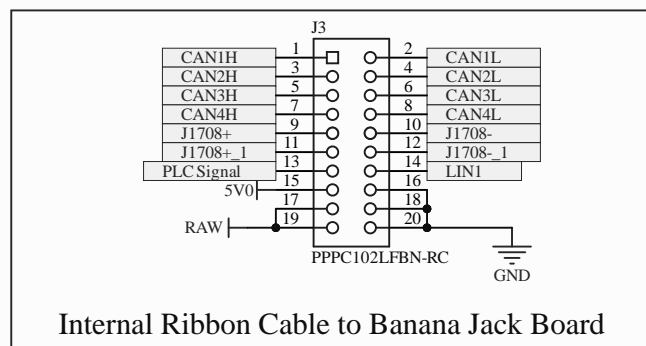 J3
CAN1H 1 2 CAN1L
CAN2H 3 4 CAN2L
CAN3H 5 6 CAN3L
CAN4H 7 8 CAN4L
J1708+ 9 10 J1708-
J1708+_1 11 12 J1708-_1
PLC Signal 13 14 LIN1
5V0 15 16
17 18
RAW 19 20
PPPC102LFBN-RC
GND
Internal Ribbon Cable to Banana Jack Board